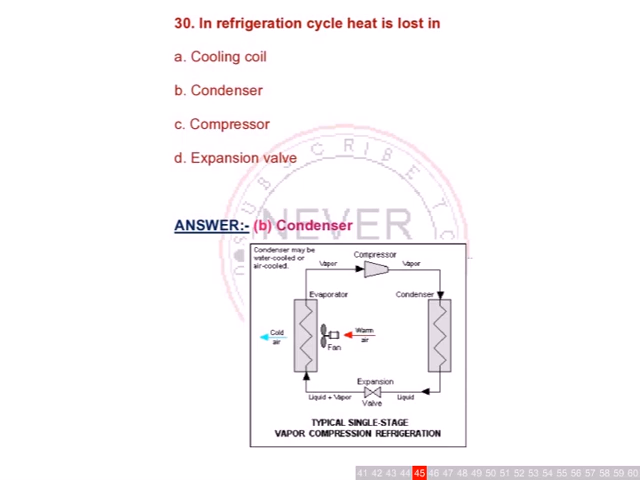 30. In refrigeration cycle heat is lost in
a. Cooling coil
b. Condenser
c. Compressor
d. Expansion valve
SUBSCRIBE TO
NEVER
ANSWER:- (b) Condenser
Condenser may be
water-cooled or
air-cooled.
Compressor
Vapor
Vapor
Evaporator
Condenser
Cold
air
Warm
air
Fan
Expansion
Valve
Liquid + Vapor
Liquid
TYPICAL SINGLE-STAGE
VAPOR COMPRESSION REFRIGERATION
41 42 43 44 45 46 47 48 49 50 51 52 53 54 55 56 57 58 59 60